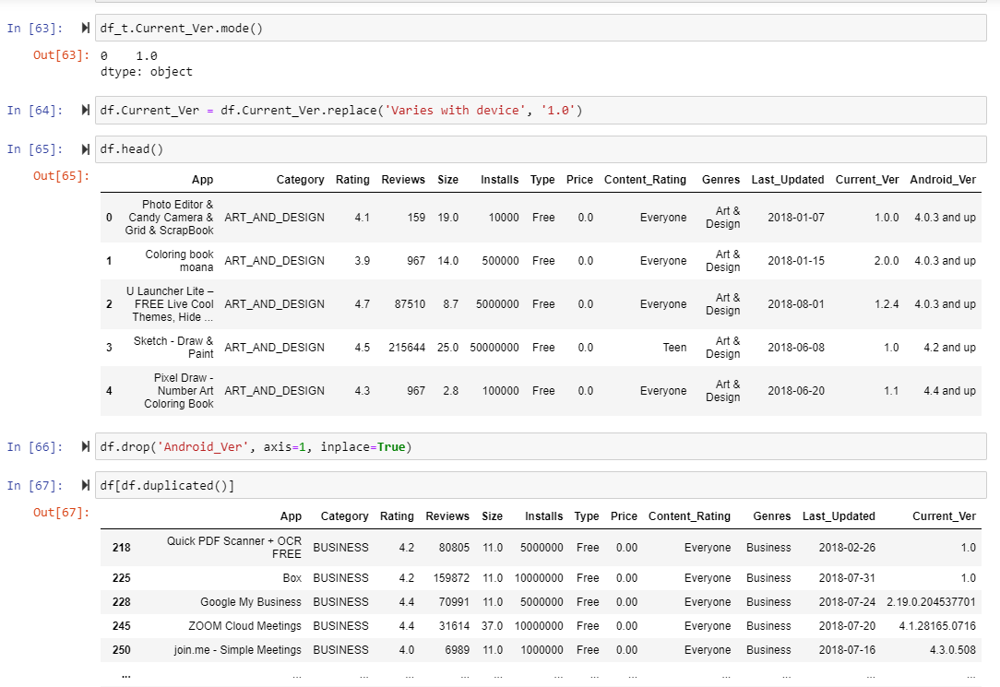 In [63]: df_t.Current_Ver.mode()
Out[63]: 0 1.0
dtype: object
In [64]: df.Current_Ver = df.Current_Ver.replace('Varies with device', '1.0')
In [65]: df.head()
Out[65]:
App Category Rating Reviews Size Installs Type Price Content_Rating Genres Last_Updated Current_Ver Android_Ver
0 Photo Editor & Candy Camera & Grid & ScrapBook ART_AND_DESIGN 4.1 159 19.0 10000 Free 0.0 Everyone Art & Design 2018-01-07 1.0.0 4.0.3 and up
1 Coloring book moana ART_AND_DESIGN 3.9 967 14.0 500000 Free 0.0 Everyone Art & Design 2018-01-15 2.0.0 4.0.3 and up
2 U Launcher Lite – FREE Live Cool Themes, Hide ... ART_AND_DESIGN 4.7 87510 8.7 5000000 Free 0.0 Everyone Art & Design 2018-08-01 1.2.4 4.0.3 and up
3 Sketch - Draw & Paint ART_AND_DESIGN 4.5 215644 25.0 50000000 Free 0.0 Teen Art & Design 2018-06-08 1.0 4.2 and up
4 Pixel Draw - Number Art Coloring Book ART_AND_DESIGN 4.3 967 2.8 100000 Free 0.0 Everyone Art & Design 2018-06-20 1.1 4.4 and up
In [66]: df.drop('Android_Ver', axis=1, inplace=True)
In [67]: df[df.duplicated()]
Out[67]:
App Category Rating Reviews Size Installs Type Price Content_Rating Genres Last_Updated Current_Ver
218 Quick PDF Scanner + OCR FREE BUSINESS 4.2 80805 11.0 5000000 Free 0.00 Everyone Business 2018-02-26 1.0
225 Box BUSINESS 4.2 159872 11.0 10000000 Free 0.00 Everyone Business 2018-07-31 1.0
228 Google My Business BUSINESS 4.4 70991 11.0 5000000 Free 0.00 Everyone Business 2018-07-24 2.19.0.204537701
245 ZOOM Cloud Meetings BUSINESS 4.4 31614 37.0 10000000 Free 0.00 Everyone Business 2018-07-20 4.1.28165.0716
250 join.me - Simple Meetings BUSINESS 4.0 6989 11.0 1000000 Free 0.00 Everyone Business 2018-07-16 4.3.0.508
... ... ... ... ... ... ... ... ... ... ... ... ...